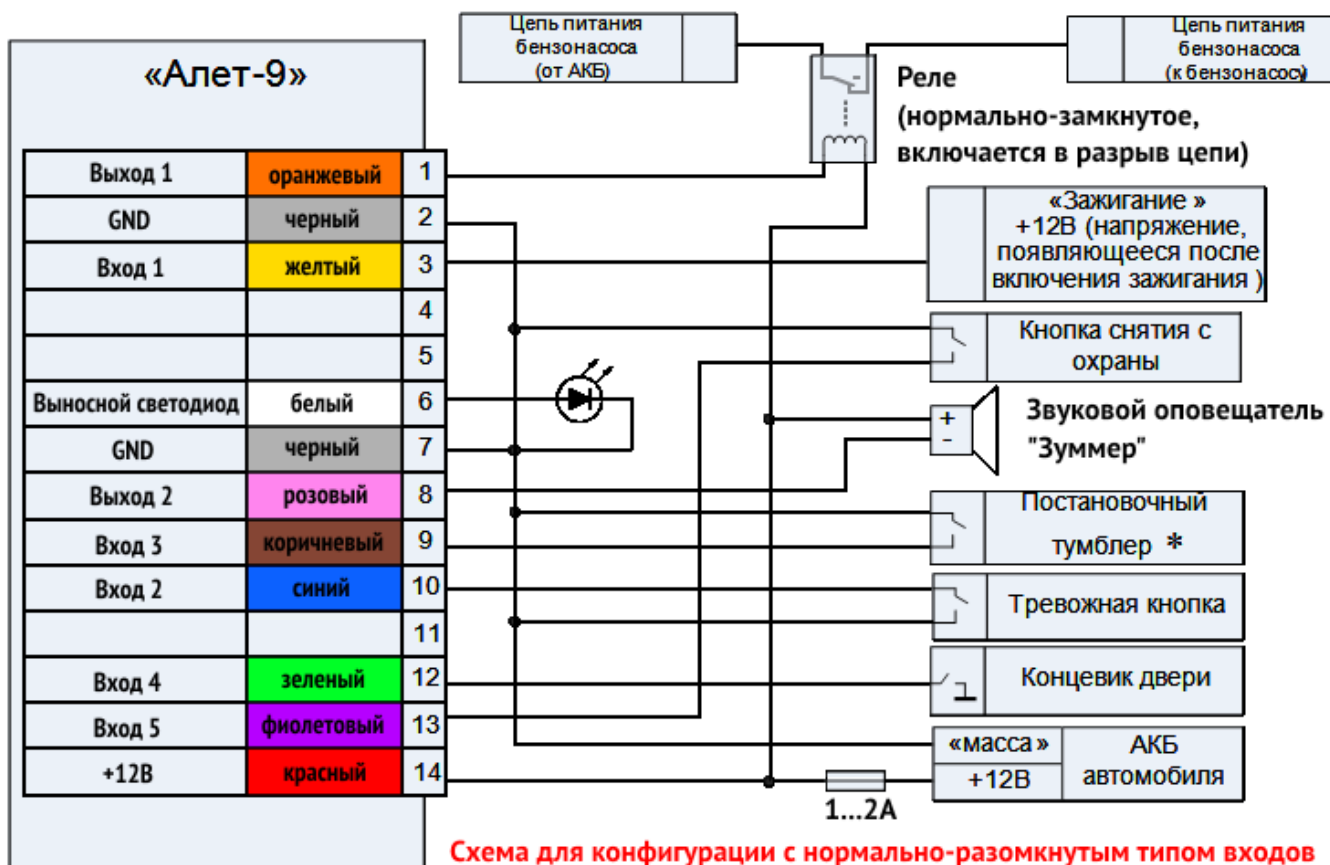 Цепь питания
бензонасоса
(от АКБ)
Цепь питания
бензонасоса
(к бензонасосу)
«Алет-9»
Реле
(нормально-замкнутое,
включается в разрыв цепи)
Выход 1 оранжевый 1
GND черный 2
Вход 1 желтый 3
4
5
Выносной светодиод белый 6
GND черный 7
Выход 2 розовый 8
Вход 3 коричневый 9
Вход 2 синий 10
11
Вход 4 зеленый 12
Вход 5 фиолетовый 13
+12В красный 14
«Зажигание »
+12В (напряжение,
появляющееся после
включения зажигания )
Кнопка снятия с
охраны
+
-
Звуковой оповещатель
"Зуммер"
Постановочный
тумблер *
Тревожная кнопка
Концевик двери
«масса» АКБ
+12В автомобиля
1...2А
Схема для конфигурации с нормально-разомкнутым типом входов